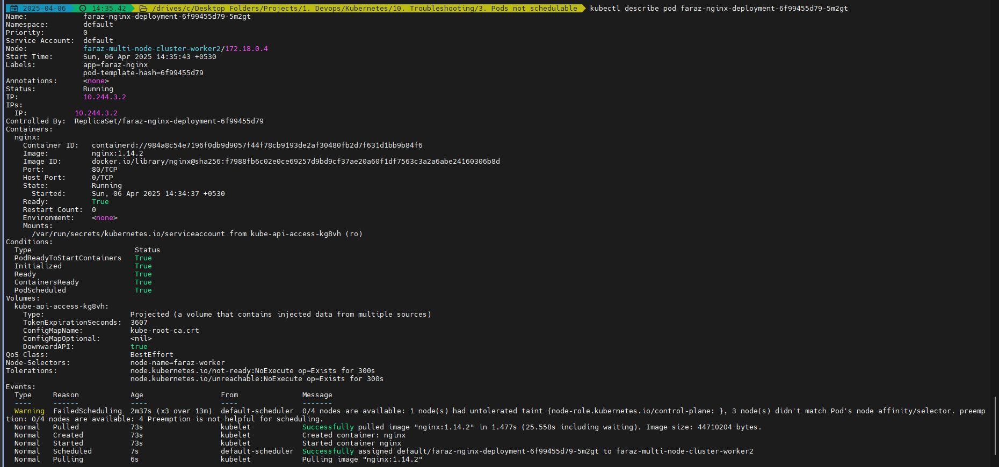 2025-04-06 14:35.42 /drives/c/Desktop Folders/Projects/1. Devops/Kubernetes/10. Troubleshooting/3. Pods not schedulable kubectl describe pod faraz-nginx-deployment-6f99455d79-5m2gt
Name:             faraz-nginx-deployment-6f99455d79-5m2gt
Namespace:        default
Priority:         0
Service Account:  default
Node:             faraz-multi-node-cluster-worker2/172.18.0.4
Start Time:       Sun, 06 Apr 2025 14:35:43 +0530
Labels:           app=faraz-nginx
                  pod-template-hash=6f99455d79
Annotations:      <none>
Status:           Running
IP:               10.244.3.2
IPs:
  IP:           10.244.3.2
Controlled By:  ReplicaSet/faraz-nginx-deployment-6f99455d79
Containers:
  nginx:
    Container ID:   containerd://984a8c54e7196f0db9d9057f44f78cb9193de2af30480fb2d7f631d1bb9b84f6
    Image:          nginx:1.14.2
    Image ID:       docker.io/library/nginx@sha256:f7988fb6c02e0ce69257d9bd9cf37ae20a60f1df7563c3a2a6abe24160306b8d
    Port:           80/TCP
    Host Port:      0/TCP
    State:          Running
      Started:      Sun, 06 Apr 2025 14:34:37 +0530
    Ready:          True
    Restart Count:  0
    Environment:    <none>
    Mounts:
      /var/run/secrets/kubernetes.io/serviceaccount from kube-api-access-kg8vh (ro)
Conditions:
  Type                        Status
  PodReadyToStartContainers   True
  Initialized                 True
  Ready                       True
  ContainersReady             True
  PodScheduled                True
Volumes:
  kube-api-access-kg8vh:
    Type:                    Projected (a volume that contains injected data from multiple sources)
    TokenExpirationSeconds:  3607
    ConfigMapName:           kube-root-ca.crt
    ConfigMapOptional:       <nil>
    DownwardAPI:             true
QoS Class:                   BestEffort
Node-Selectors:              node-name=faraz-worker
Tolerations:                 node.kubernetes.io/not-ready:NoExecute op=Exists for 300s
                             node.kubernetes.io/unreachable:NoExecute op=Exists for 300s
Events:
  Type     Reason            Age                  From               Message
  ----     ------            ----                 ----               -------
  Warning  FailedScheduling  2m37s (x3 over 13m)  default-scheduler  0/4 nodes are available: 1 node(s) had untolerated taint {node-role.kubernetes.io/control-plane: }, 3 node(s) didn't match Pod's node affinity/selector. preemp
tion: 0/4 nodes are available: 4 Preemption is not helpful for scheduling.
  Normal   Pulled            73s                  kubelet            Successfully pulled image "nginx:1.14.2" in 1.477s (25.558s including waiting). Image size: 44710204 bytes.
  Normal   Created           73s                  kubelet            Created container: nginx
  Normal   Started           73s                  kubelet            Started container nginx
  Normal   Scheduled         7s                   default-scheduler  Successfully assigned default/faraz-nginx-deployment-6f99455d79-5m2gt to faraz-multi-node-cluster-worker2
  Normal   Pulling           6s                   kubelet            Pulling image "nginx:1.14.2"